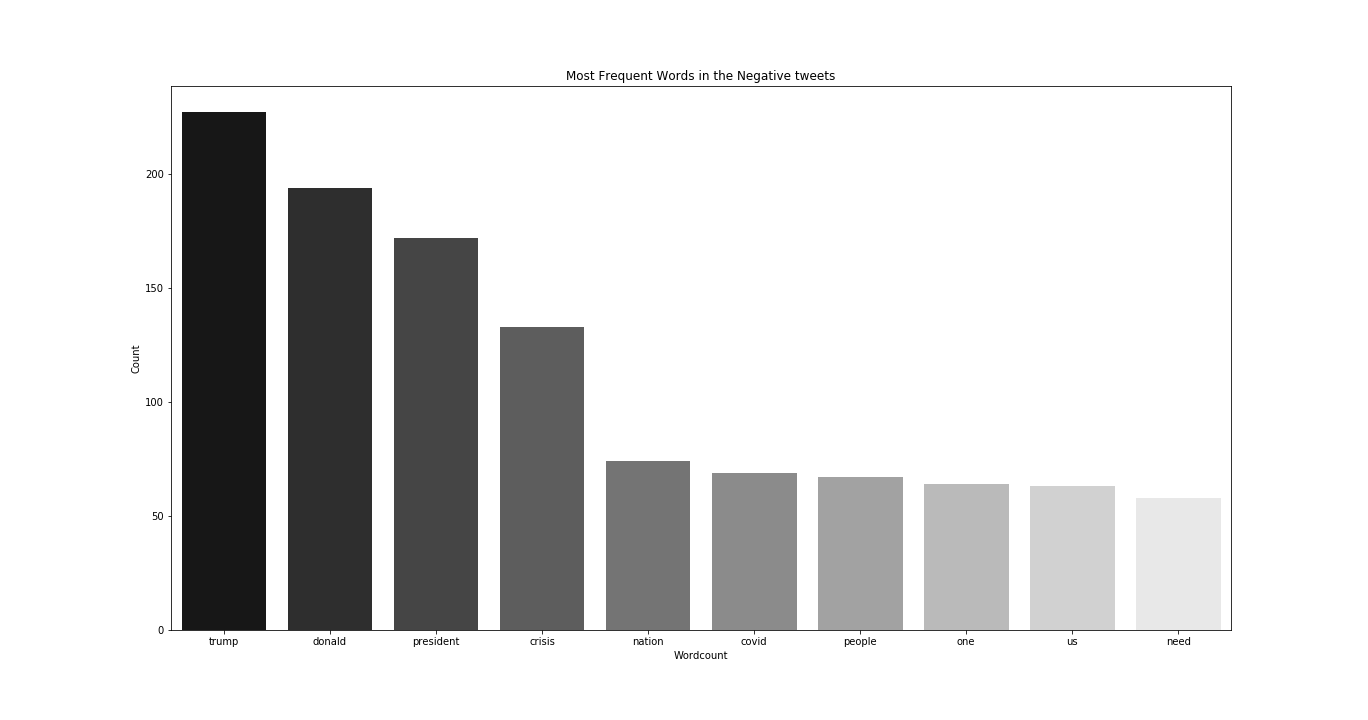 Most Frequent Words in the Negative tweets
200
150
100
50
0
Count
trump donald president crisis nation covid people one us need
Wordcount